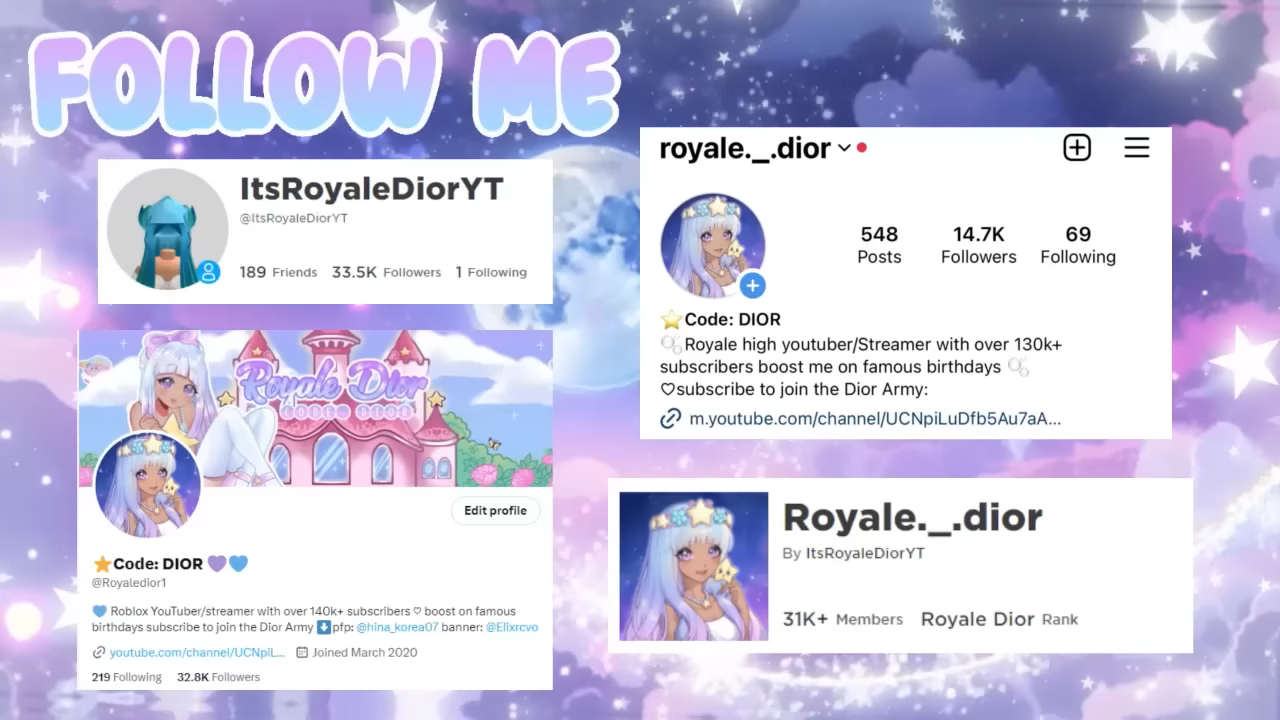 FOLLOW ME
ItsRoyaleDiorYT
@ItsRoyaleDiorYT
189 Friends 33.5K Followers 1 Following
Royale Dior
Edit profile
⭐Code: DIOR 💜💙
@Royaledior1
💙 Roblox YouTuber/streamer with over 140k+ subscribers ♡ boost on famous
birthdays subscribe to join the Dior Army ⬇️pfp: @hina_korea07 banner: @Elixrcvo
youtube.com/channel/UCNpiL... Joined March 2020
219 Following 32.8K Followers
royale._.dior
548 14.7K 69
Posts Followers Following
⭐Code: DIOR
🫧Royale high youtuber/Streamer with over 130k+
subscribers boost me on famous birthdays 🫧
♡subscribe to join the Dior Army:
m.youtube.com/channel/UCNpiLuDfb5Au7aA...
Royale._.dior
By ItsRoyaleDiorYT
31K+ Members Royale Dior Rank